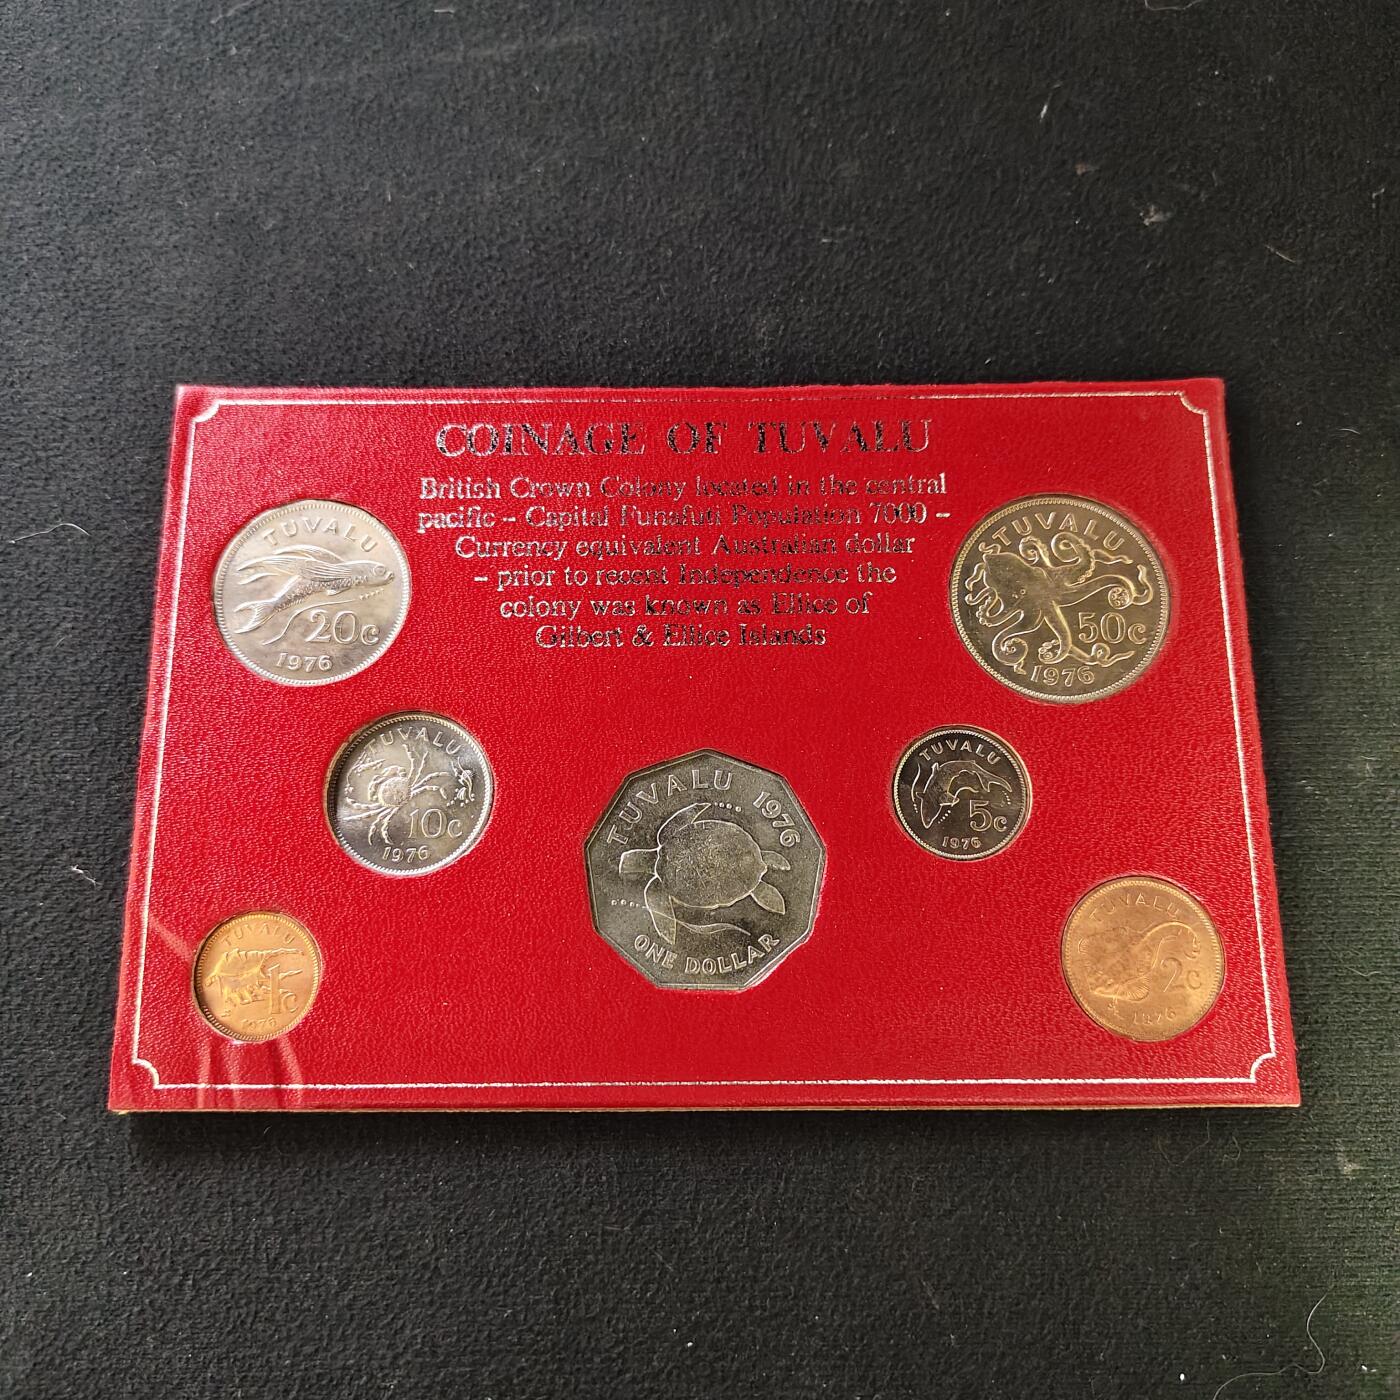 COINAGE OF TUVALU
British Crown Colony located in the central
pacific – Capital Funafuti Population 7000 –
Currency equivalent Australian dollar
– prior to recent Independence the
colony was known as Ellice of
Gilbert & Ellice Islands
TUVALU
20c
1976
TUVALU
50c
1976
TUVALU
10c
1976
TUVALU 1976
ONE DOLLAR
TUVALU
5c
1976
TUVALU
1c
1976
TUVALU
2c
1976